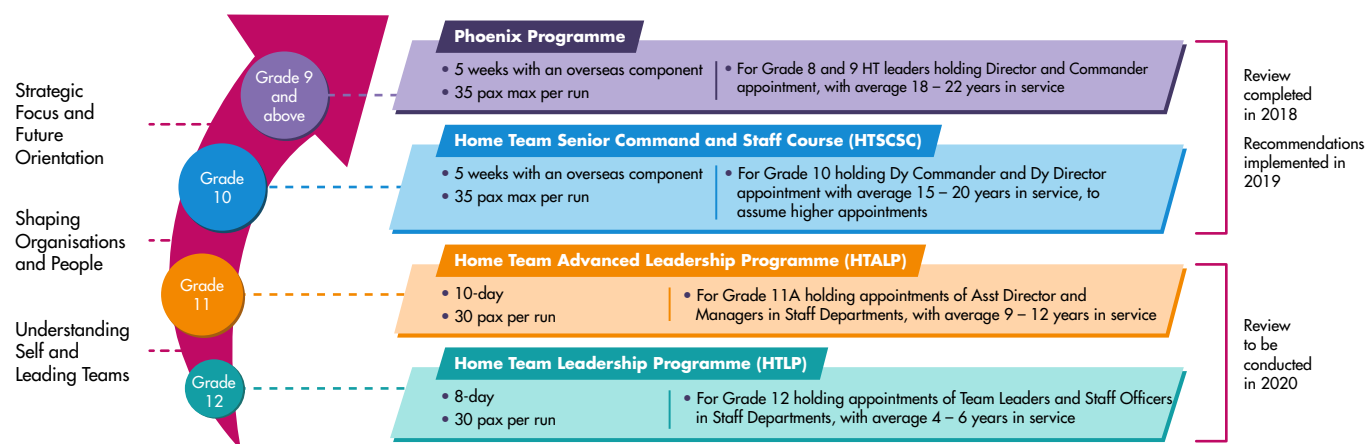 Strategic
Focus and
Future
Orientation
Shaping
Organisations
and People
Understanding
Self and
Leading Teams
Grade 9
and
above
Grade
10
Grade
11
Grade
12
Phoenix Programme
• 5 weeks with an overseas component
• 35 pax max per run
• For Grade 8 and 9 HT leaders holding Director and Commander
appointment, with average 18 – 22 years in service
Home Team Senior Command and Staff Course (HTSCSC)
• 5 weeks with an overseas component
• 35 pax max per run
• For Grade 10 holding Dy Commander and Dy Director
appointment with average 15 – 20 years in service, to
assume higher appointments
Home Team Advanced Leadership Programme (HTALP)
• 10-day
• 30 pax per run
• For Grade 11A holding appointments of Asst Director and
Managers in Staff Departments, with average 9 – 12 years in service
Home Team Leadership Programme (HTLP)
• 8-day
• 30 pax per run
• For Grade 12 holding appointments of Team Leaders and Staff Officers
in Staff Departments, with average 4 – 6 years in service
Review
completed
in 2018
Recommendations
implemented in
2019
Review
to be
conducted
in 2020